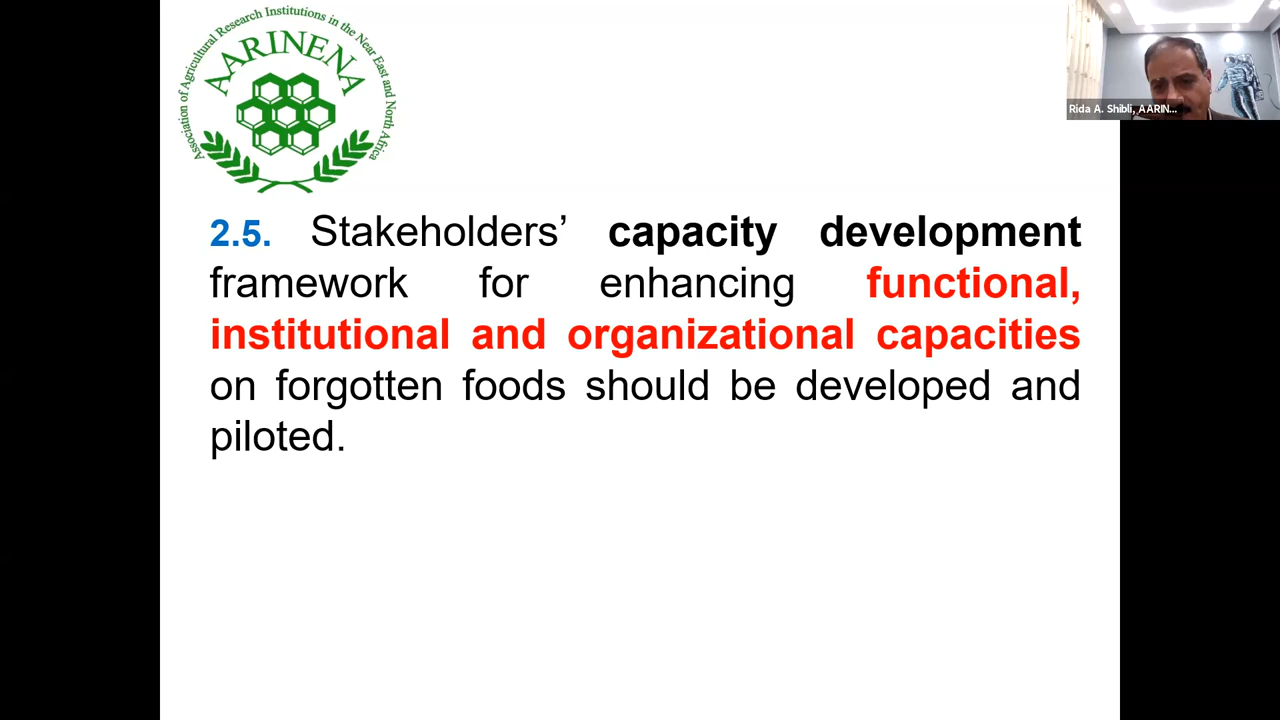 Association of Agricultural Research Institutions in the Near East and North Africa
AARINENA
Rida A. Shibli, AARIN...
2.5. Stakeholders’ capacity development
framework for enhancing functional,
institutional and organizational capacities
on forgotten foods should be developed and
piloted.